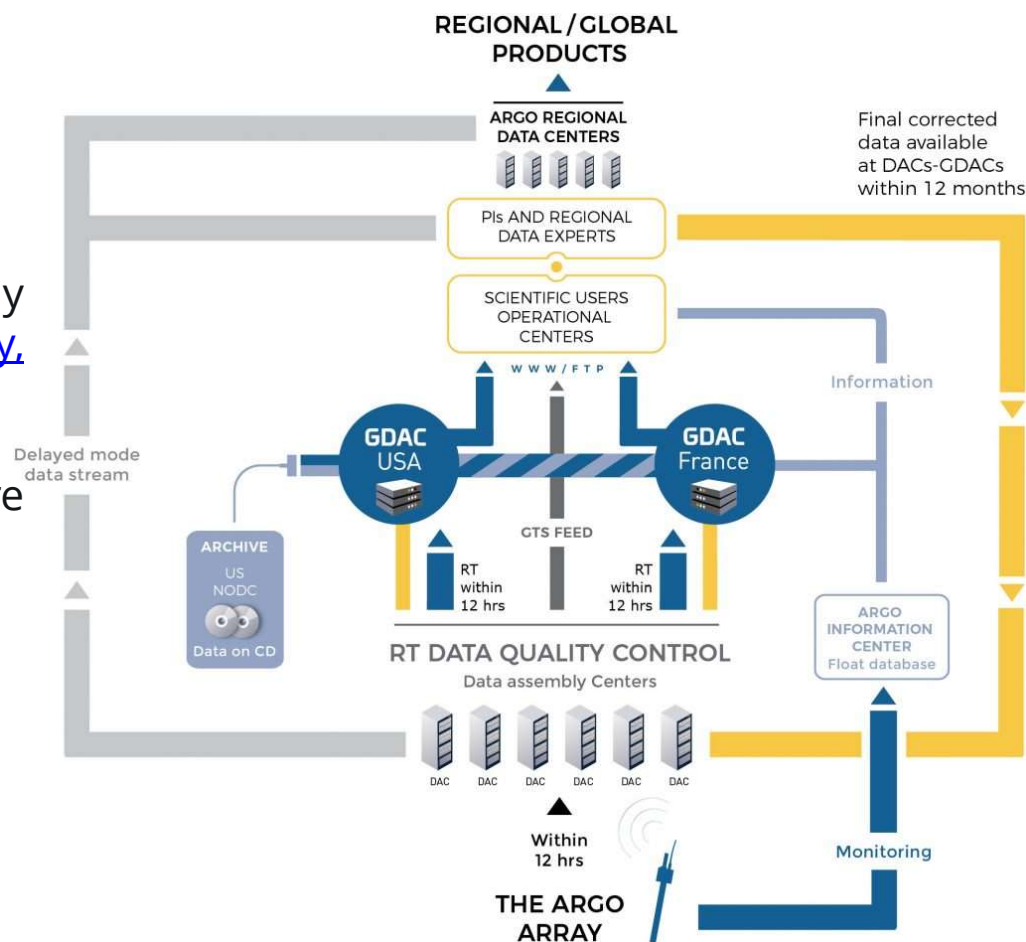 REGIONAL / GLOBAL
PRODUCTS
ARGO REGIONAL
DATA CENTERS
Final corrected
data available
at DACs-GDACs
within 12 months
PIs AND REGIONAL
DATA EXPERTS
SCIENTIFIC USERS
OPERATIONAL
CENTERS
y
y,
WWW/FTP
Information
GDAC
USA
GDAC
France
Delayed mode
data stream
e
GTS FEED
ARCHIVE
US
NODC
Data on CD
RT
within
12 hrs
RT
within
12 hrs
ARGO
INFORMATION
CENTER
Float database
RT DATA QUALITY CONTROL
Data assembly Centers
DAC DAC DAC DAC DAC DAC
Within
12 hrs
Monitoring
THE ARGO
ARRAY